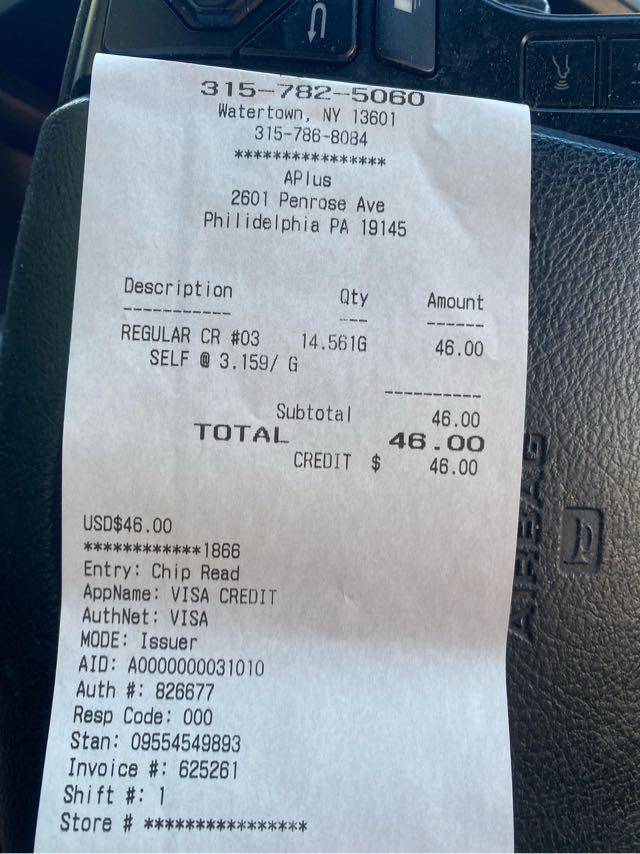 315-782-5060
Watertown, NY 13601
315-786-8084
****************
APlus
2601 Penrose Ave
Philidelphia PA 19145
Description Qty Amount
----------- ---- ------
REGULAR CR #03 14.561G 46.00
SELF @ 3.159/ G
----------
Subtotal 46.00
TOTAL 46.00
CREDIT $ 46.00
USD$46.00
************1866
Entry: Chip Read
AppName: VISA CREDIT
AuthNet: VISA
MODE: Issuer
AID: A0000000031010
Auth #: 826677
Resp Code: 000
Stan: 09554549893
Invoice #: 625261
Shift #: 1
Store # ****************
AIRBAG